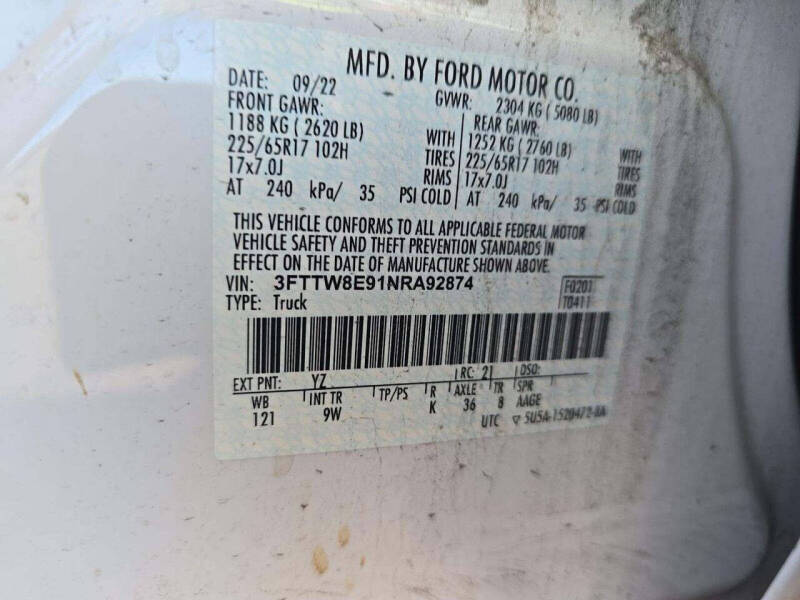 MFD. BY FORD MOTOR CO.
DATE: 09/22 GVWR: 2304 KG ( 5080 LB)
FRONT GAWR: REAR GAWR:
1188 KG ( 2620 LB) WITH 1252 KG ( 2760 LB) WITH
225/65R17 102H TIRES 225/65R17 102H TIRES
17x7.0J RIMS 17x7.0J RIMS
AT 240 kPa/ 35 PSI COLD AT 240 kPa/ 35 PSI COLD
THIS VEHICLE CONFORMS TO ALL APPLICABLE FEDERAL MOTOR
VEHICLE SAFETY AND THEFT PREVENTION STANDARDS IN
EFFECT ON THE DATE OF MANUFACTURE SHOWN ABOVE.
VIN: 3FTTW8E91NRA92874 F0201
TYPE: Truck T0411
EXT PNT: YZ RC: 21 DSO:
WB INT TR TP/PS R AXLE TR SPR
121 9W K 36 8 AAGE
UTC